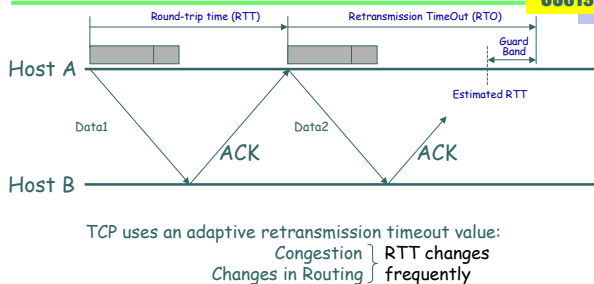 Round-trip time (RTT)
Retransmission TimeOut (RTO)
Guard
Band
Host A
Estimated RTT
Data1
Data2
ACK
ACK
Host B
TCP uses an adaptive retransmission timeout value:
Congestion } RTT changes
Changes in Routing } frequently